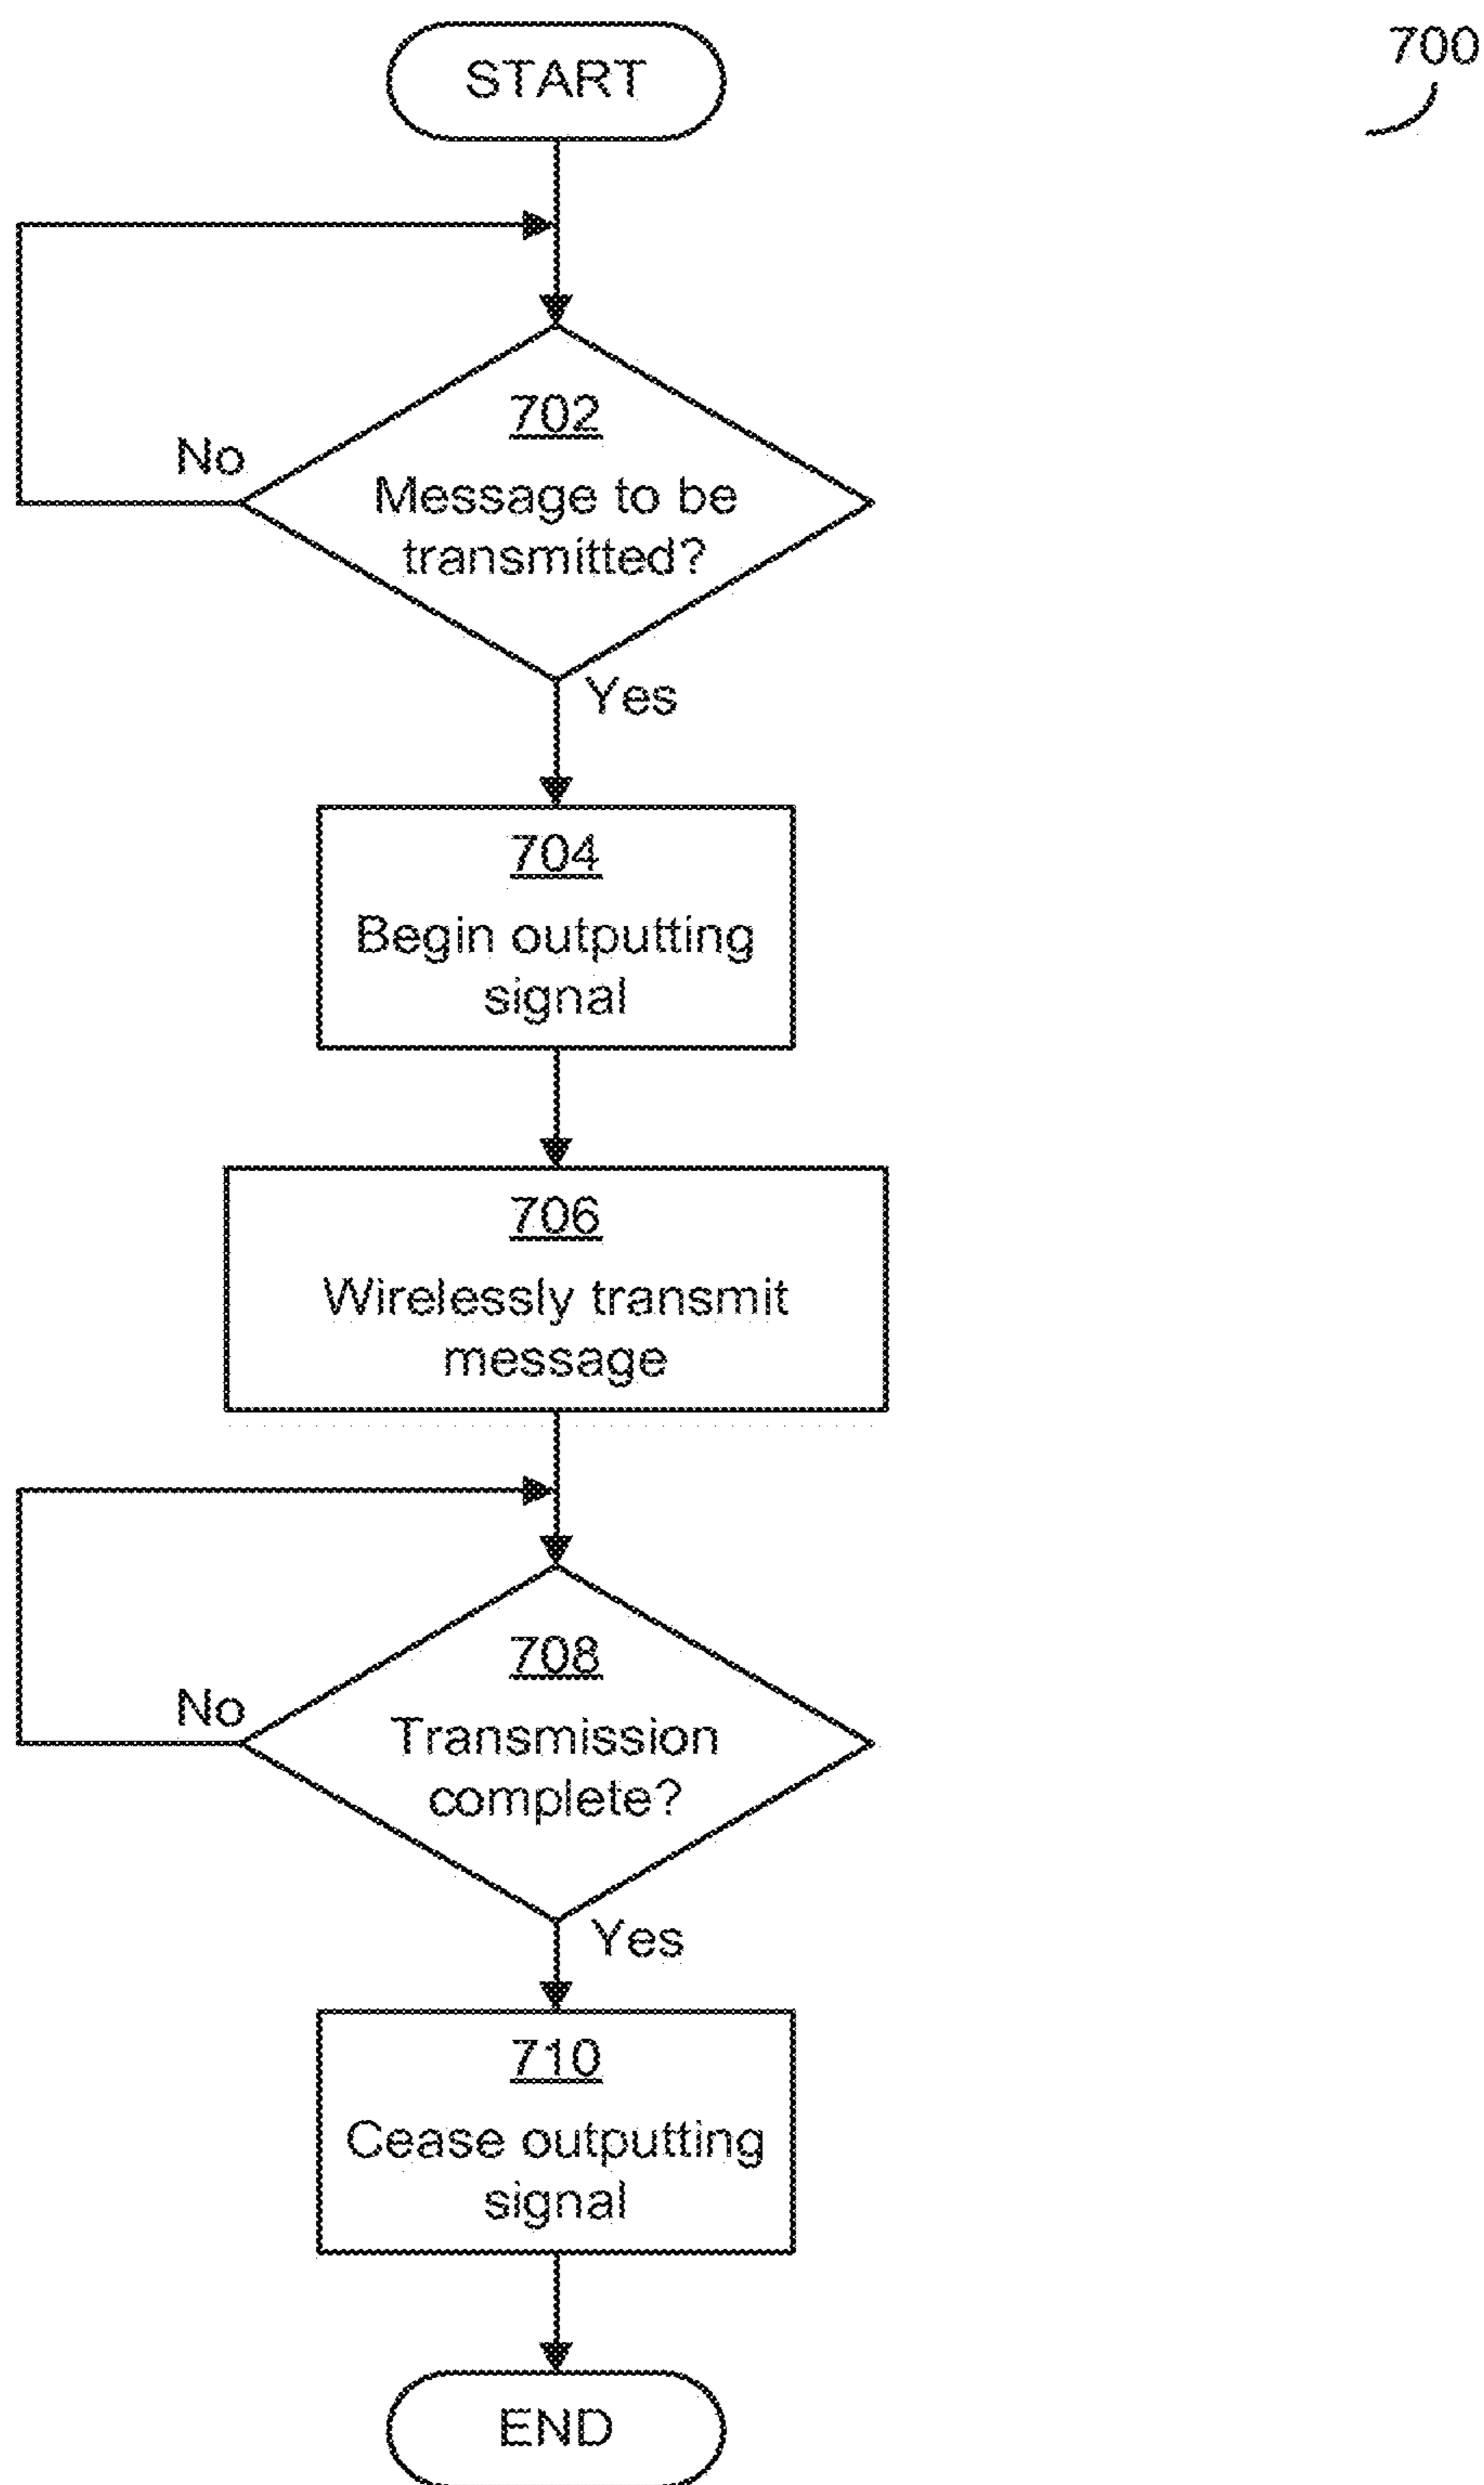 START
700
702
No
Message to be
transmitted?
Yes
704
Begin outputting
signal
706
Wirelessly transmit
message
708
No
Transmission
complete?
Yes
710
Cease outputting
signal
END